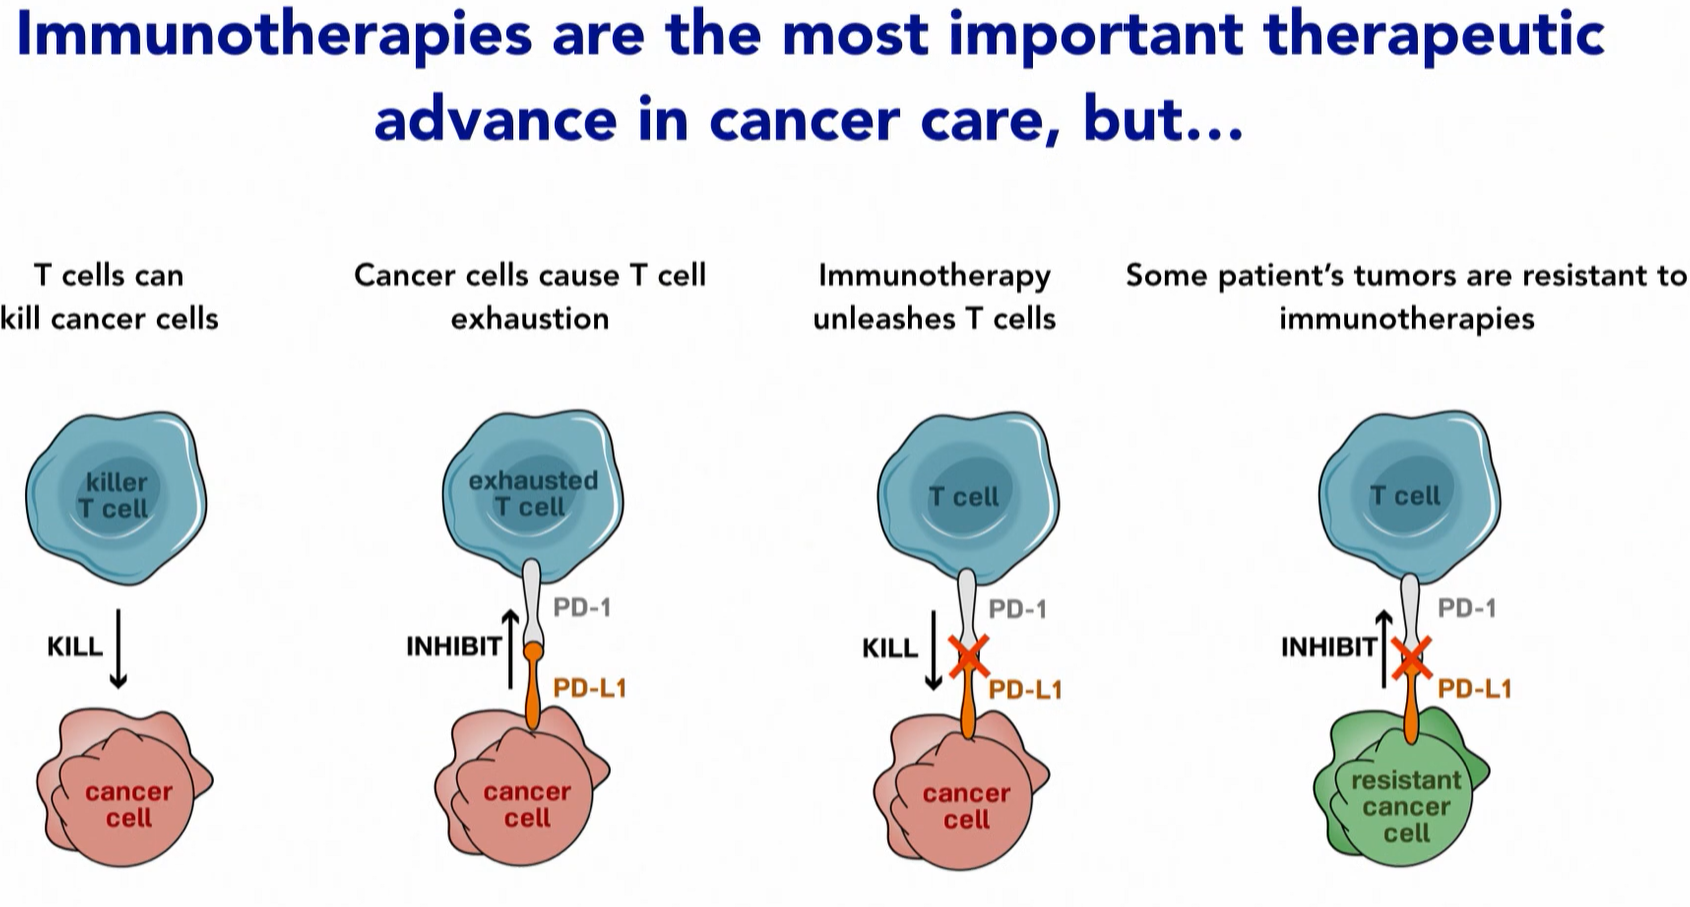 Immunotherapies are the most important therapeutic
advance in cancer care, but...
T cells can
kill cancer cells
killer
T cell
KILL
cancer
cell
Cancer cells cause T cell
exhaustion
exhausted
T cell
PD-1
INHIBIT
PD-L1
cancer
cell
Immunotherapy
unleashes T cells
T cell
PD-1
KILL
PD-L1
cancer
cell
Some patient's tumors are resistant to
immunotherapies
T cell
PD-1
INHIBIT
PD-L1
resistant
cancer
cell